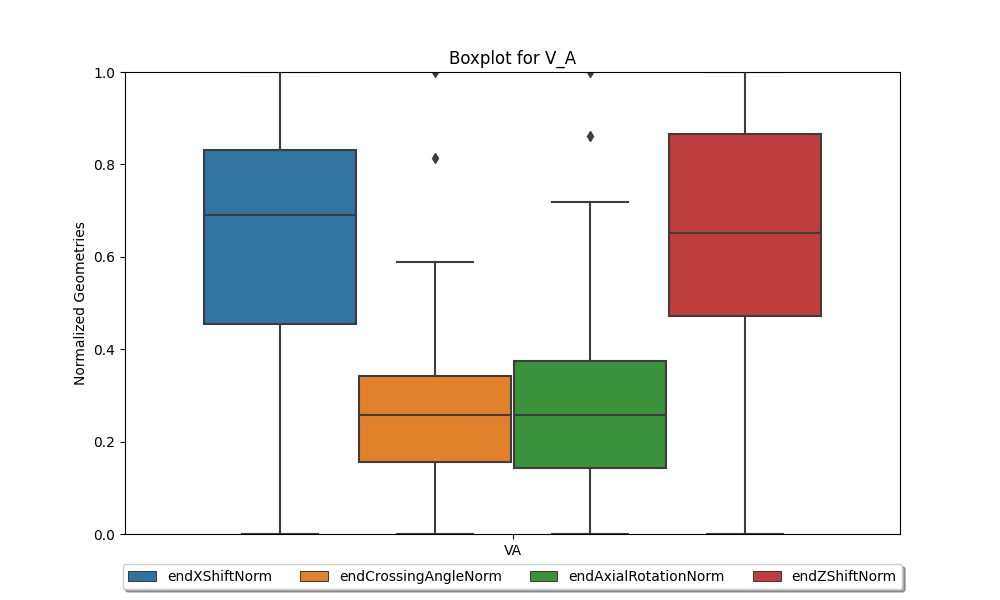 Boxplot for V_A
1.0
0.8
0.6
0.4
0.2
0.0
Normalized Geometries
VA
endXShiftNorm endCrossingAngleNorm endAxialRotationNorm endZShiftNorm